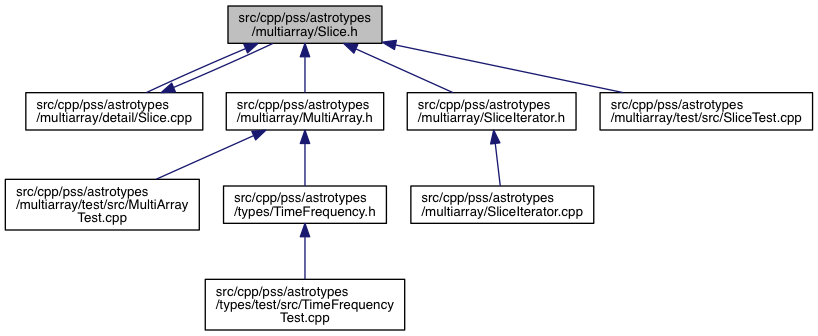 src/cpp/pss/astrotypes
/multiarray/Slice.h
src/cpp/pss/astrotypes
/multiarray/detail/Slice.cpp
src/cpp/pss/astrotypes
/multiarray/MultiArray.h
src/cpp/pss/astrotypes
/multiarray/SliceIterator.h
src/cpp/pss/astrotypes
/multiarray/test/src/SliceTest.cpp
src/cpp/pss/astrotypes
/multiarray/test/src/MultiArray
Test.cpp
src/cpp/pss/astrotypes
/types/TimeFrequency.h
src/cpp/pss/astrotypes
/multiarray/SliceIterator.cpp
src/cpp/pss/astrotypes
/types/test/src/TimeFrequency
Test.cpp